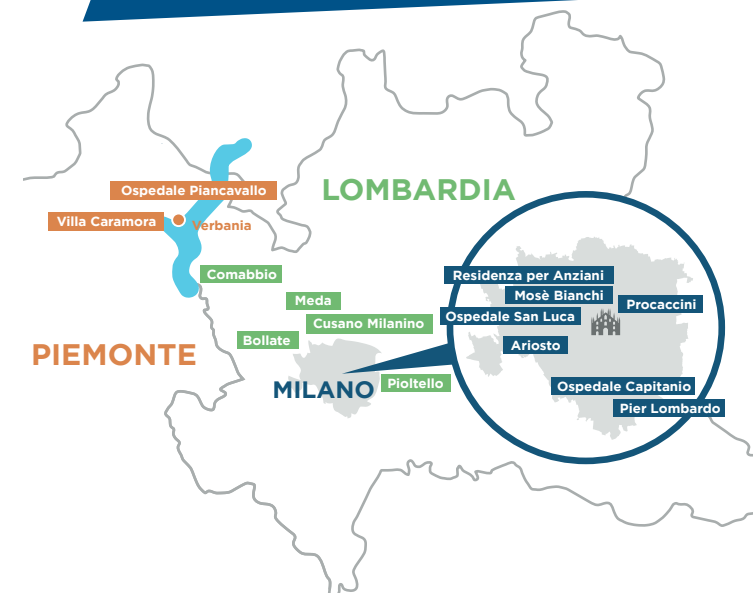 Ospedale Piancavallo
LOMBARDIA
Villa Caramora
Verbania
Comabbio
Residenza per Anziani
Mosè Bianchi
Procaccini
Meda
Ospedale San Luca
Cusano Milanino
Bollate
Ariosto
PIEMONTE
MILANO
Pioltello
Ospedale Capitanio
Pier Lombardo